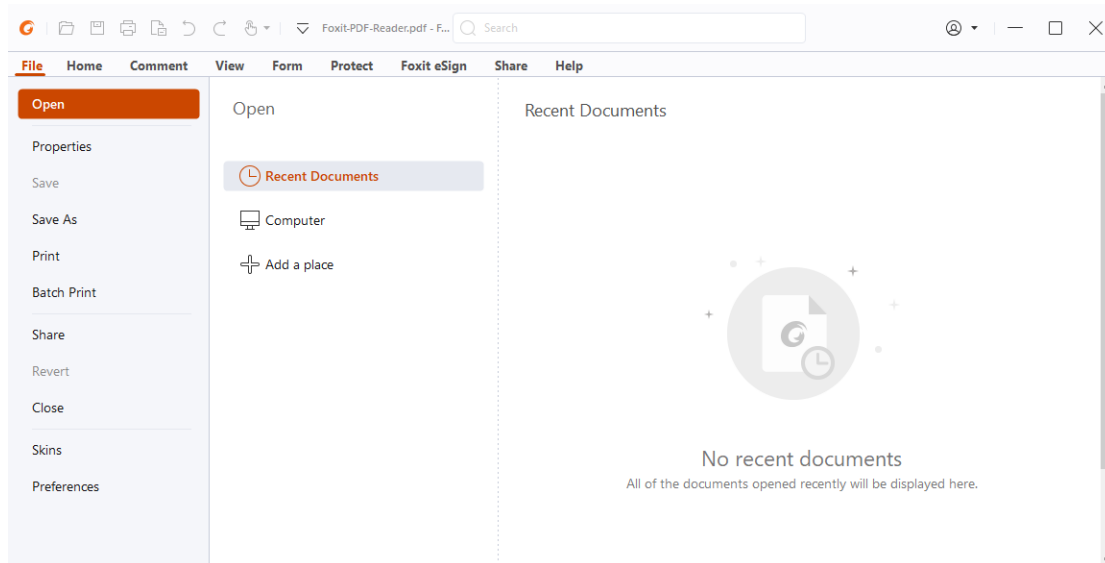 Foxit-PDF-Reader.pdf - F... Search
File Home Comment View Form Protect Foxit eSign Share Help
Open
Properties
Save
Save As
Print
Batch Print
Share
Revert
Close
Skins
Preferences
Open
Recent Documents
Computer
Add a place
Recent Documents
No recent documents
All of the documents opened recently will be displayed here.